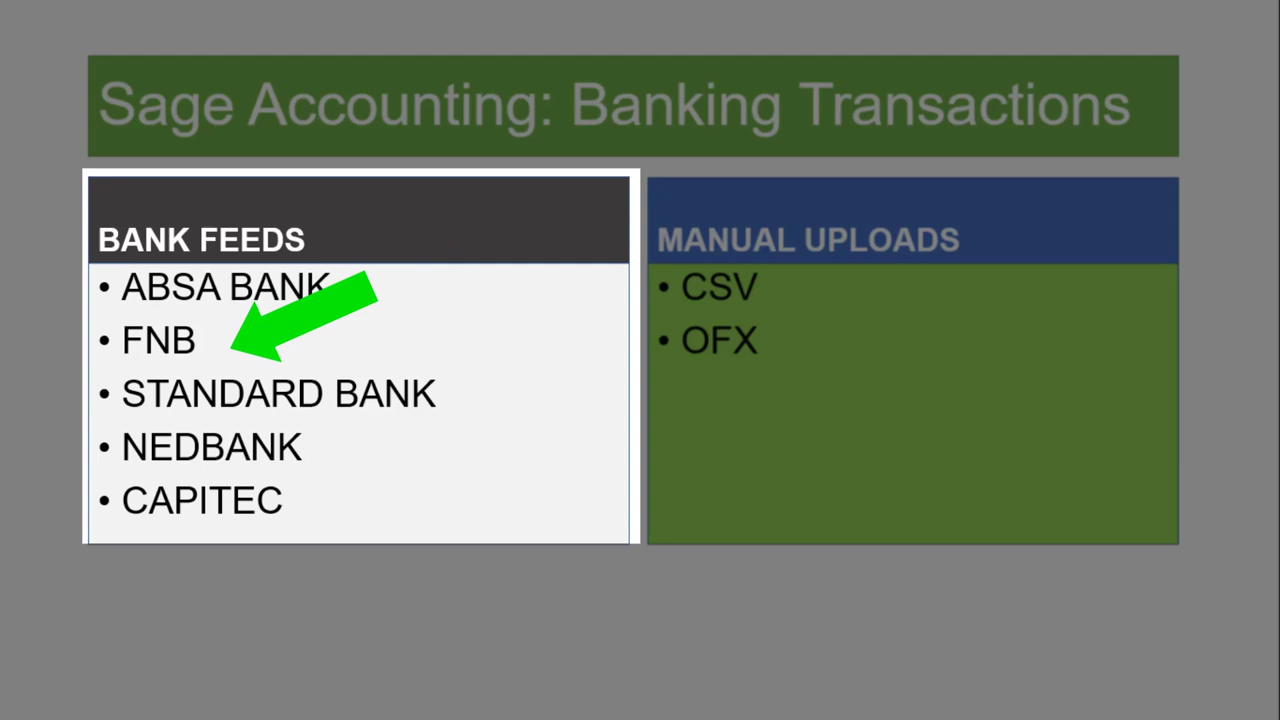 Sage Accounting: Banking Transactions
BANK FEEDS
• ABSA BANK
• FNB
• STANDARD BANK
• NEDBANK
• CAPITEC
MANUAL UPLOADS
• CSV
• OFX